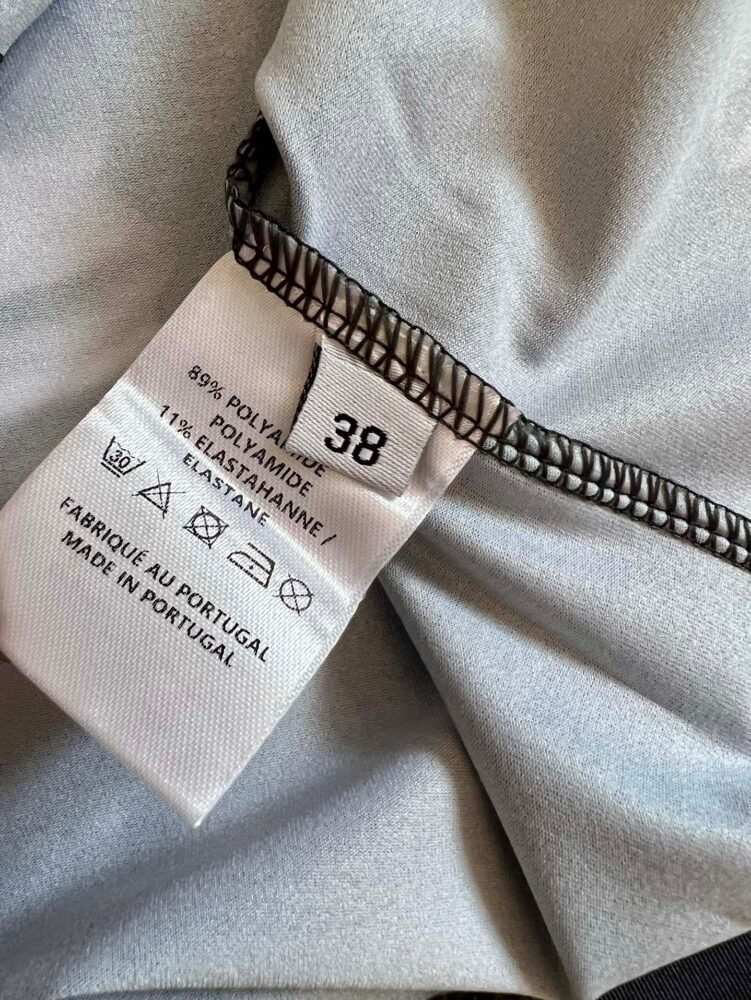 38
89% POLYAMIDE
POLYAMIDE
11% ELASTAHANNE /
ELASTANE
30
FABRIQUÉ AU PORTUGAL
MADE IN PORTUGAL